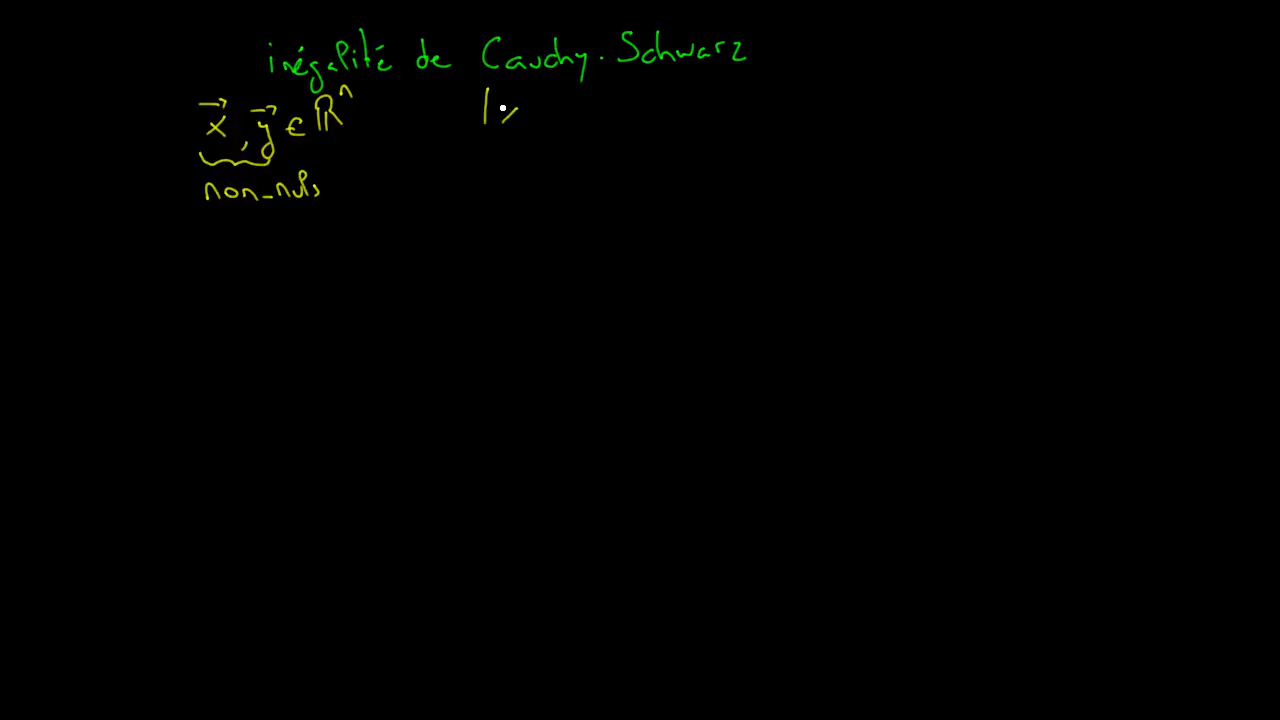 inégalité de Cauchy-Schwarz
x⃗, y⃗ ∈ ℝⁿ
non-nuls
|